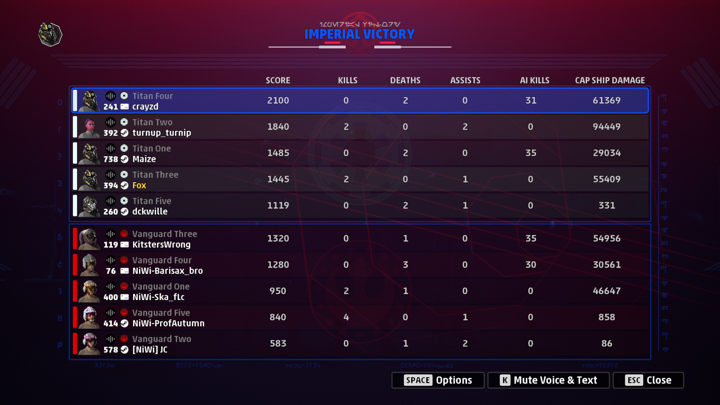 IMPERIAL VICTORY
SCORE KILLS DEATHS ASSISTS AI KILLS CAP SHIP DAMAGE
Titan Four
241 crayzd 2100 0 2 0 31 61369
Titan Two
392 turnup_turnip 1840 2 0 2 0 94449
Titan One
738 Maize 1485 0 2 0 35 29034
Titan Three
394 Fox 1445 2 0 1 0 55409
Titan Five
260 dckwille 1119 0 2 1 0 331
Vanguard Three
119 KitstersWrong 1320 0 1 0 35 54956
Vanguard Four
76 NiWi-Barisax_bro 1280 0 3 0 30 30561
Vanguard One
400 NiWi-Ska_fLc 950 2 1 0 0 46647
Vanguard Five
414 NiWi-ProfAutumn 840 4 0 1 0 858
Vanguard Two
578 [NiWi] JC 583 0 1 2 0 86
SPACE Options K Mute Voice & Text ESC Close